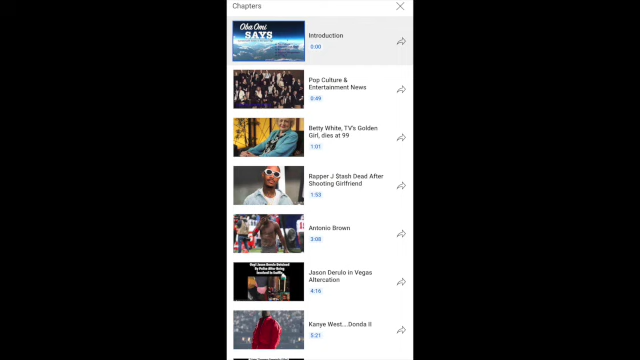 Chapters
Oba Omi
SAYS
Introduction
0:00
Pop Culture &
Entertainment News
0:49
Betty White, TV's Golden
Girl, dies at 99
1:01
Rapper J $tash Dead After
Shooting Girlfriend
1:53
Antonio Brown
3:08
Jason Derulo in Vegas
Altercation
4:16
Kanye West....Donda II
5:21